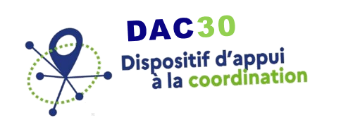 DAC30
Dispositif d'appui
à la coordination